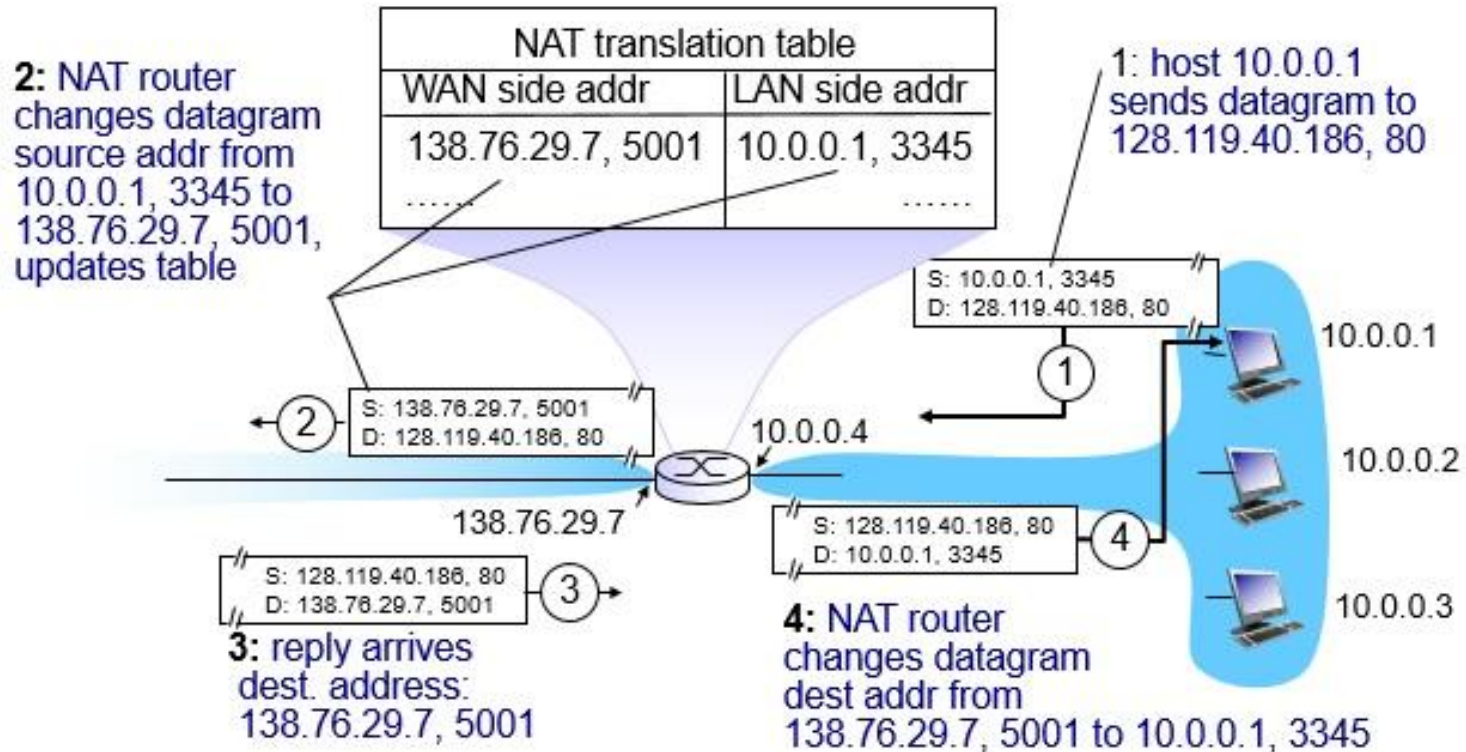 NAT translation table
WAN side addr LAN side addr
138.76.29.7, 5001 10.0.0.1, 3345
...... ......
2: NAT router
changes datagram
source addr from
10.0.0.1, 3345 to
138.76.29.7, 5001,
updates table
1: host 10.0.0.1
sends datagram to
128.119.40.186, 80
S: 10.0.0.1, 3345
D: 128.119.40.186, 80
1
10.0.0.1
S: 138.76.29.7, 5001
D: 128.119.40.186, 80
2
10.0.0.4
10.0.0.2
138.76.29.7
S: 128.119.40.186, 80
D: 10.0.0.1, 3345
4
S: 128.119.40.186, 80
D: 138.76.29.7, 5001
3
10.0.0.3
3: reply arrives
dest. address:
138.76.29.7, 5001
4: NAT router
changes datagram
dest addr from
138.76.29.7, 5001 to 10.0.0.1, 3345